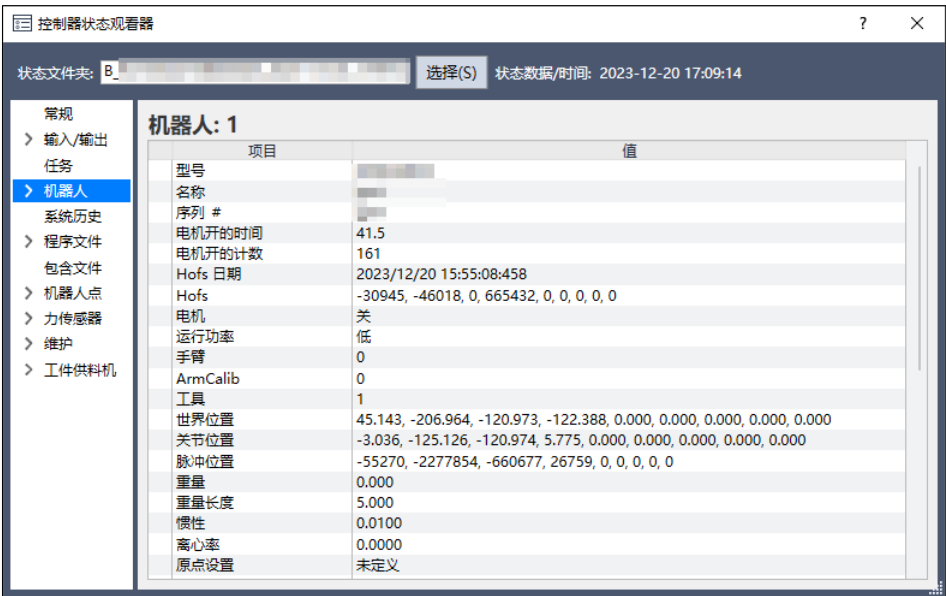 控制器状态观看器 ? ×
状态文件夹: B_ 选择(S) 状态数据/时间: 2023-12-20 17:09:14
常规
输入/输出
任务
机器人
系统历史
程序文件
包含文件
机器人点
力传感器
维护
工件供料机
机器人: 1
项目 值
型号
名称
序列 #
电机开的时间 41.5
电机开的计数 161
Hofs 日期 2023/12/20 15:55:08:458
Hofs -30945, -46018, 0, 665432, 0, 0, 0, 0, 0
电机 关
运行功率 低
手臂 0
ArmCalib 0
工具 1
世界位置 45.143, -206.964, -120.973, -122.388, 0.000, 0.000, 0.000, 0.000, 0.000
关节位置 -3.036, -125.126, -120.974, 5.775, 0.000, 0.000, 0.000, 0.000, 0.000
脉冲位置 -55270, -2277854, -660677, 26759, 0, 0, 0, 0, 0
重量 0.000
重量长度 5.000
惯性 0.0100
离心率 0.0000
原点设置 未定义